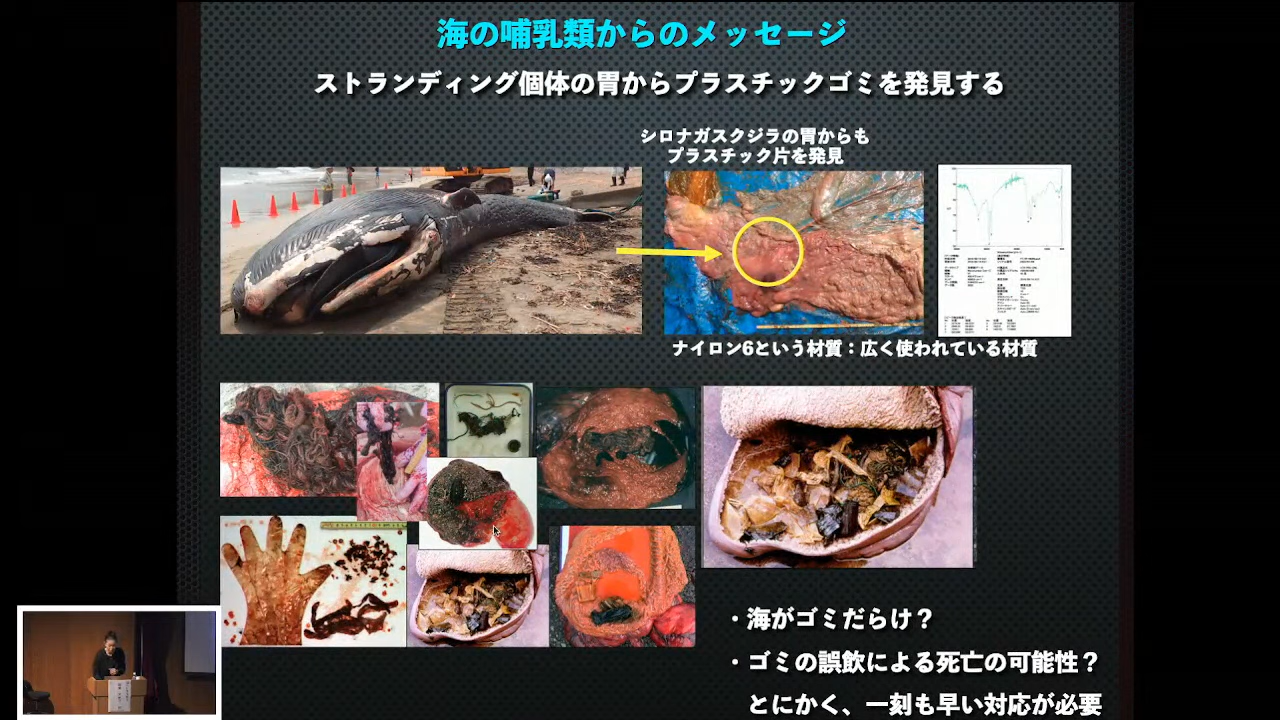 海の哺乳類からのメッセージ
ストランディング個体の胃からプラスチックゴミを発見する
シロナガスクジラの胃からも
プラスチック片を発見
ナイロン6という材質：広く使われている材質
・海がゴミだらけ？
・ゴミの誤飲による死亡の可能性？
とにかく、一刻も早い対応が必要